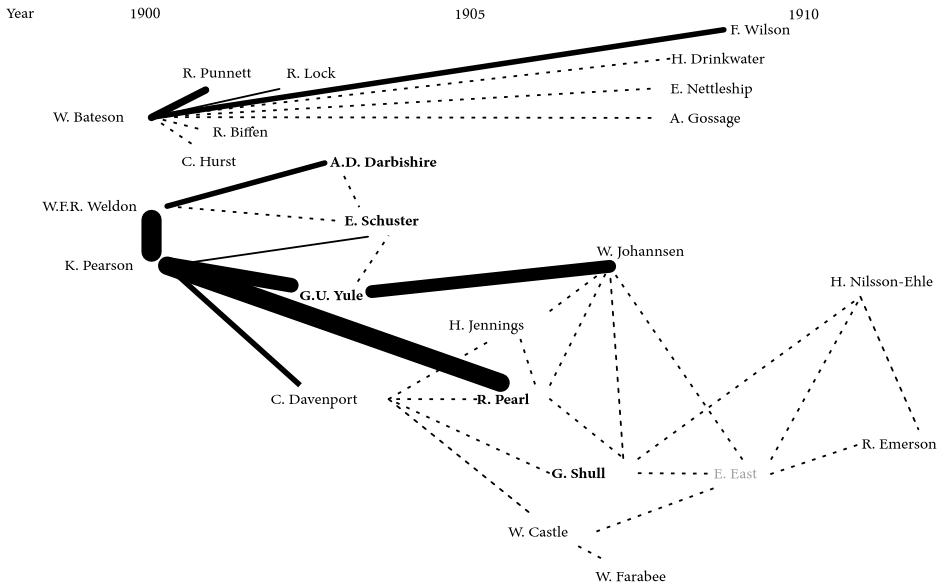 Year 1900 1905 1910
F. Wilson
H. Drinkwater
R. Punnett R. Lock
E. Nettleship
W. Bateson A. Gossage
R. Biffen
C. Hurst A.D. Darbishire
W.F.R. Weldon
E. Schuster
W. Johannsen
K. Pearson
H. Nilsson-Ehle
G.U. Yule
H. Jennings
C. Davenport R. Pearl
R. Emerson
G. Shull E. East
W. Castle
W. Farabee